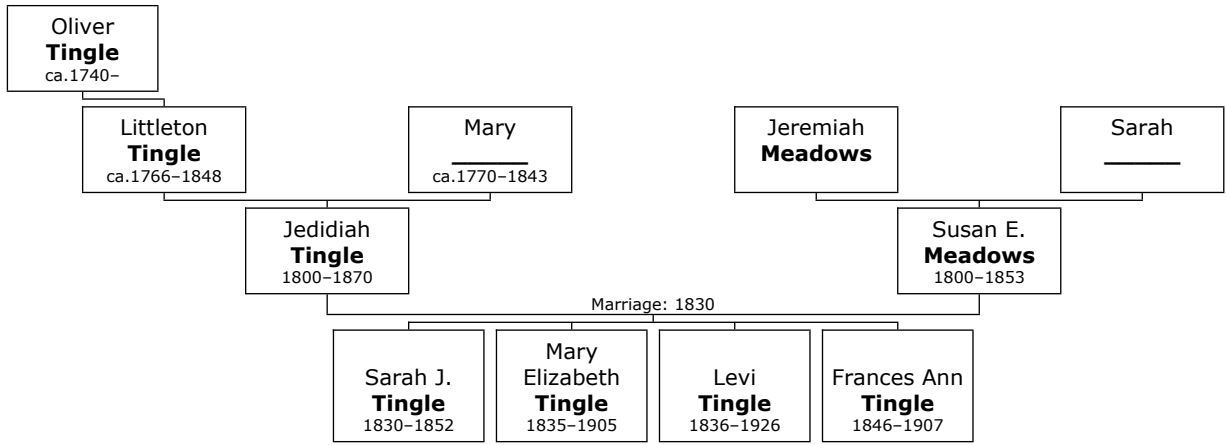 Oliver
Tingle
ca.1740–
Littleton
Tingle
ca.1766–1848
Mary
______
ca.1770–1843
Jeremiah
Meadows
Sarah
______
Jedidiah
Tingle
1800–1870
Susan E.
Meadows
1800–1853
Marriage: 1830
Sarah J.
Tingle
1830–1852
Mary
Elizabeth
Tingle
1835–1905
Levi
Tingle
1836–1926
Frances Ann
Tingle
1846–1907